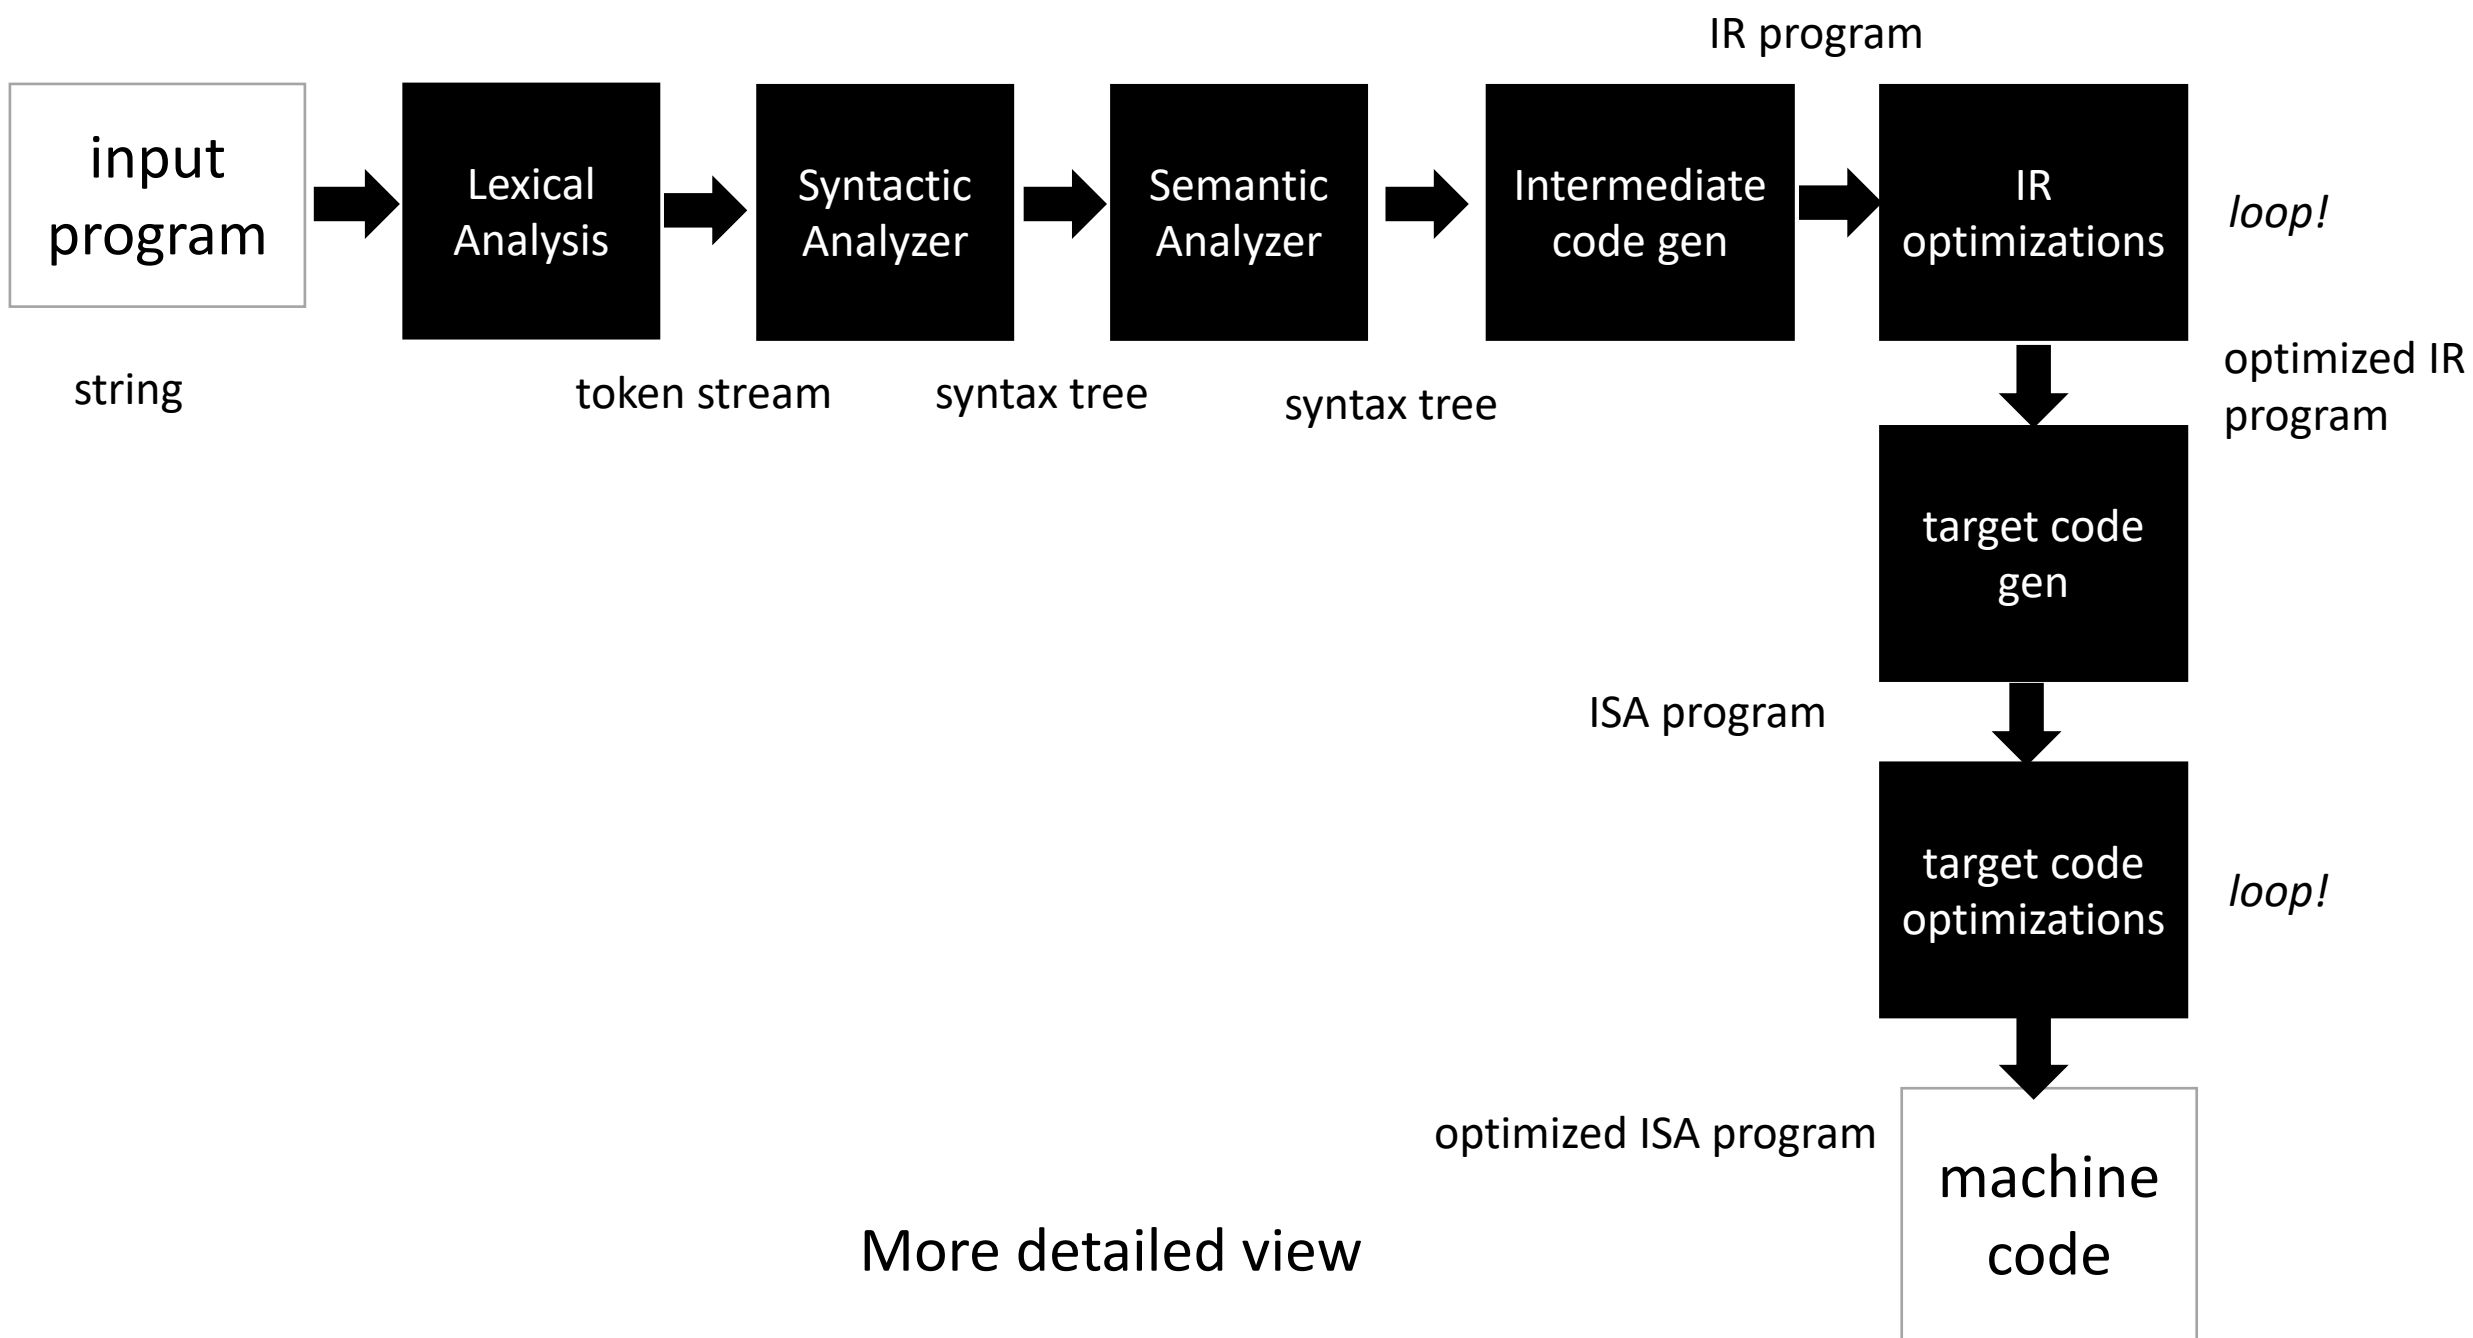 IR program
input
program
Lexical
Analysis
Syntactic
Analyzer
Semantic
Analyzer
Intermediate
code gen
IR
optimizations
loop!
string
token stream
syntax tree
syntax tree
optimized IR
program
target code
gen
ISA program
target code
optimizations
loop!
optimized ISA program
machine
code
More detailed view